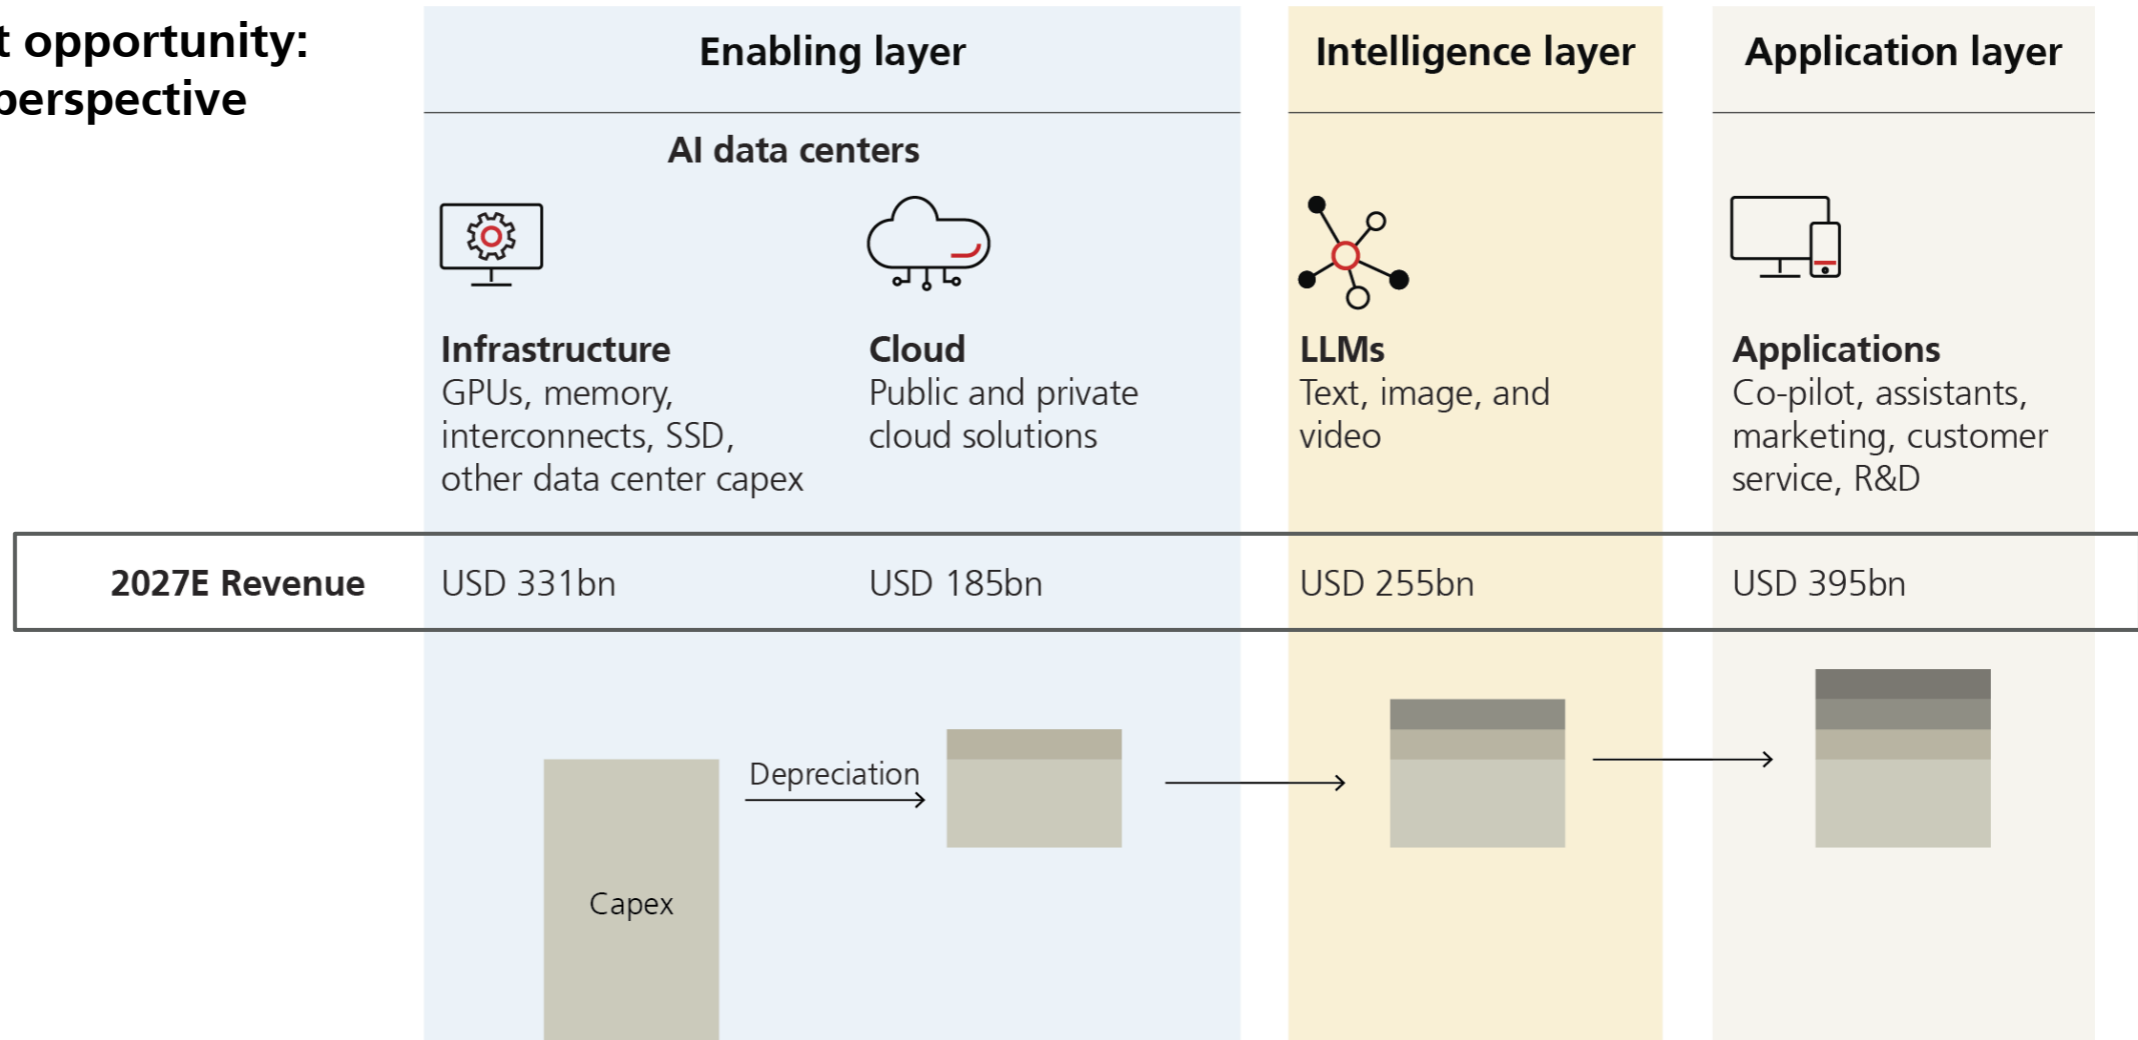 t opportunity:
perspective
Enabling layer
Intelligence layer
Application layer
AI data centers
Infrastructure
GPUs, memory,
interconnects, SSD,
other data center capex
Cloud
Public and private
cloud solutions
LLMs
Text, image, and
video
Applications
Co-pilot, assistants,
marketing, customer
service, R&D
2027E Revenue
USD 331bn
USD 185bn
USD 255bn
USD 395bn
Depreciation
Capex